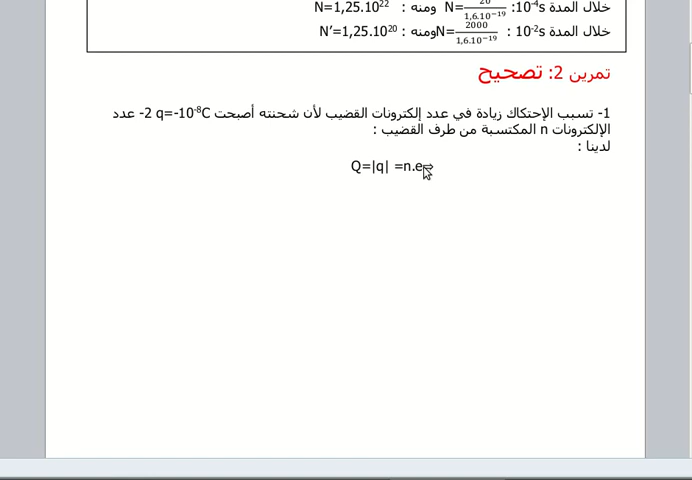 خلال المدة 10⁻⁴s: N=20/1,6.10⁻¹⁹ ومنه : N=1,25.10²²
خلال المدة 10⁻²s : N=2000/1,6.10⁻¹⁹ومنه : N′=1,25.10²⁰
تمرين 2: تصحيح
1- تسبب الإحتكاك زيادة في عدد إلكترونات القضيب لأن شحنته أصبحت q=-10⁻⁸C 2- عدد
الإلكترونات n المكتسبة من طرف القضيب :
لدينا :
Q=|q| =n.e⇒